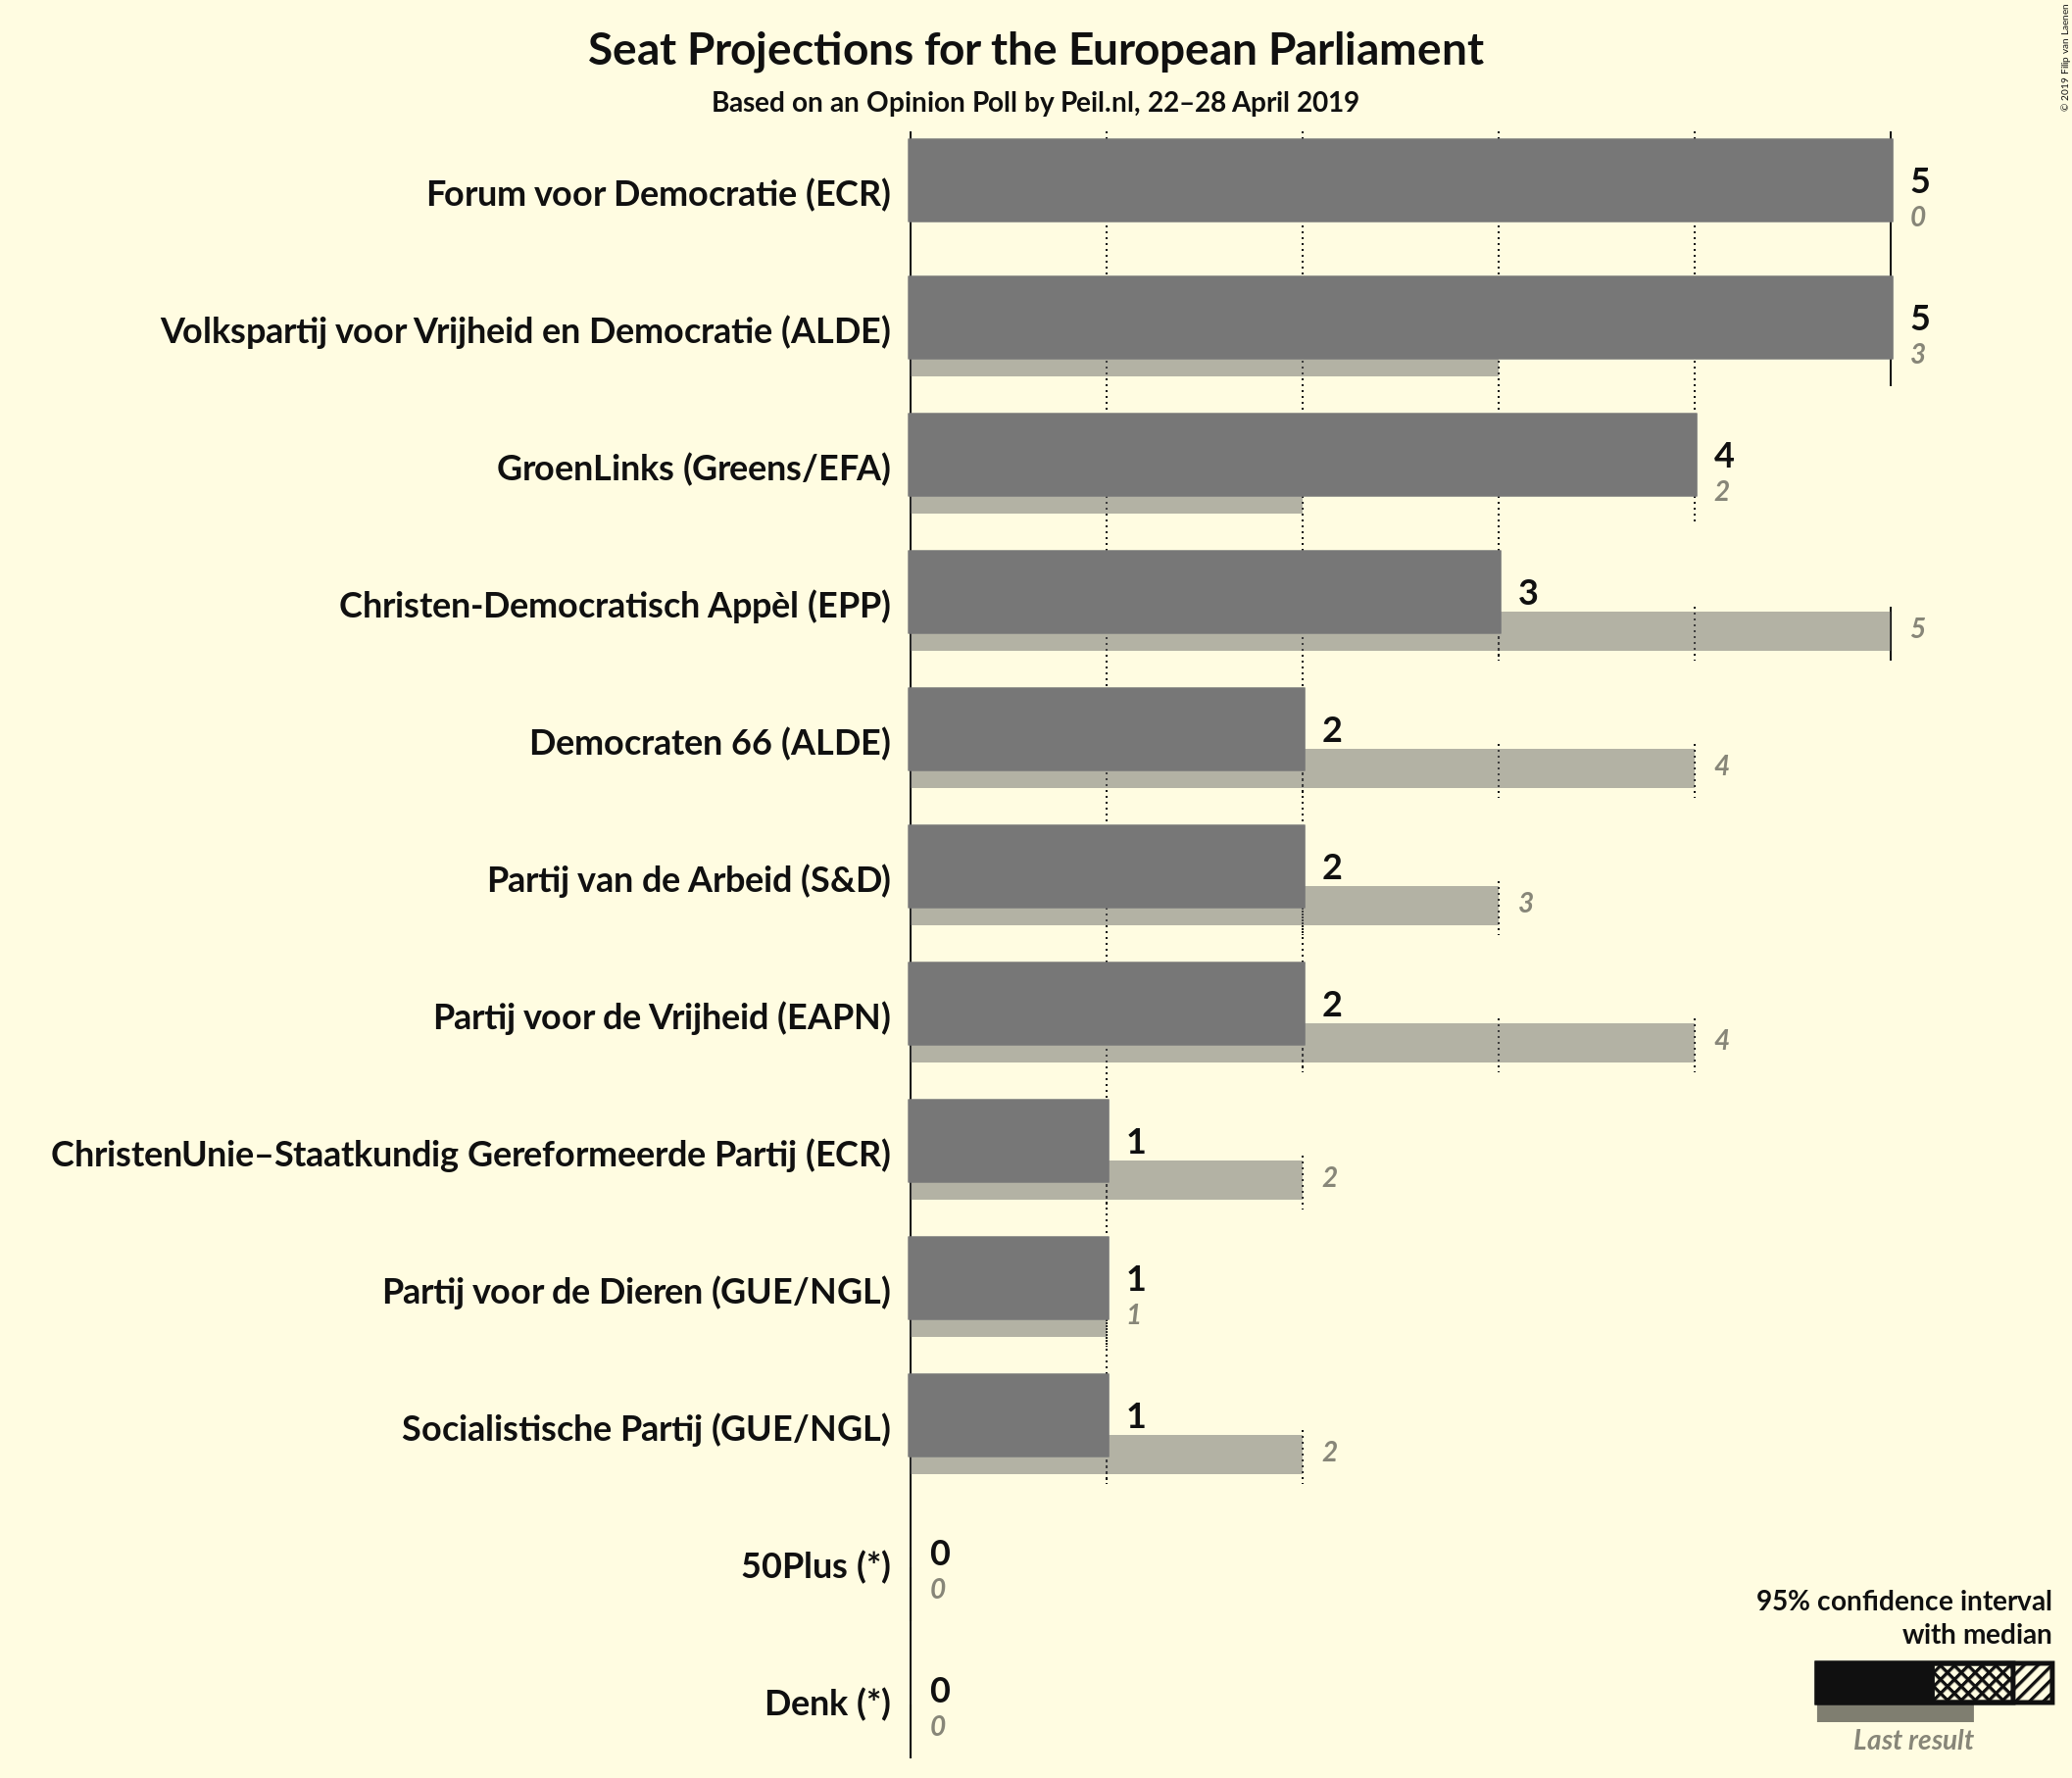 Seat Projections for the European Parliament
Based on an Opinion Poll by Peil.nl, 22–28 April 2019
© 2019 Filip van Laenen
Forum voor Democratie (ECR)
5
0
Volkspartij voor Vrijheid en Democratie (ALDE)
5
3
GroenLinks (Greens/EFA)
4
2
Christen-Democratisch Appèl (EPP)
3
5
Democraten 66 (ALDE)
2
4
Partij van de Arbeid (S&D)
2
3
Partij voor de Vrijheid (EAPN)
2
4
ChristenUnie–Staatkundig Gereformeerde Partij (ECR)
1
2
Partij voor de Dieren (GUE/NGL)
1
1
Socialistische Partij (GUE/NGL)
1
2
50Plus (*)
0
0
Denk (*)
0
0
95% confidence interval
with median
Last result